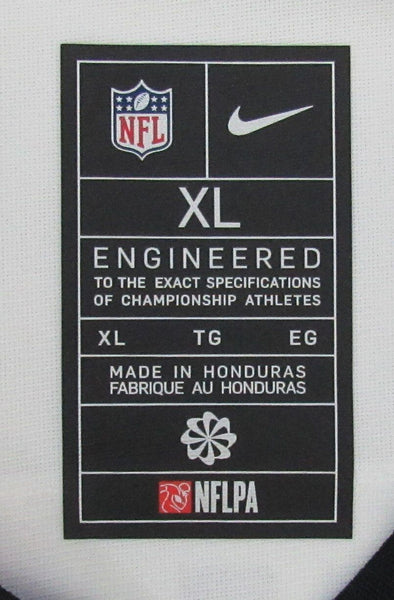 NFL
XL
ENGINEERED
TO THE EXACT SPECIFICATIONS
OF CHAMPIONSHIP ATHLETES
XL TG EG
MADE IN HONDURAS
FABRIQUE AU HONDURAS
NFLPA